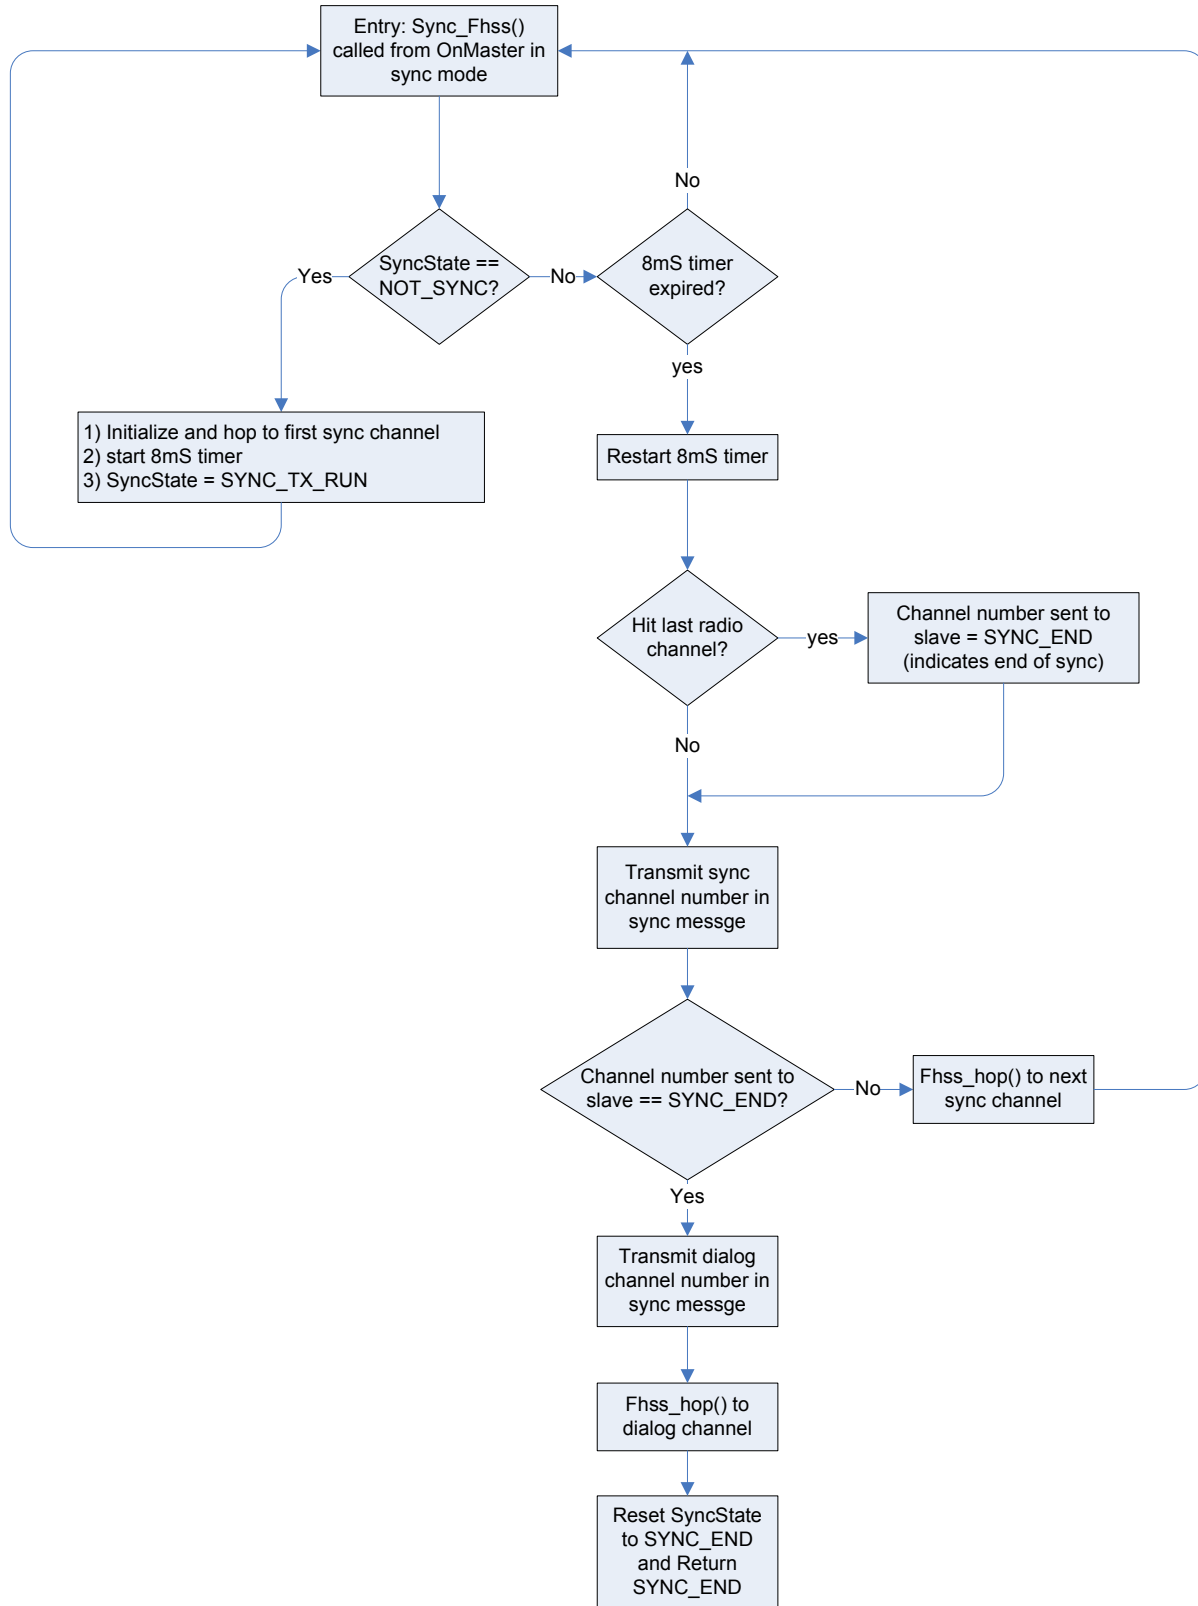 Entry: Sync_Fhss()
called from OnMaster in
sync mode
No
SyncState ==
NOT_SYNC?
Yes
No
8mS timer
expired?
yes
1) Initialize and hop to first sync channel
2) start 8mS timer
3) SyncState = SYNC_TX_RUN
Restart 8mS timer
Hit last radio
channel?
yes
Channel number sent to
slave = SYNC_END
(indicates end of sync)
No
Transmit sync
channel number in
sync messge
Channel number sent to
slave == SYNC_END?
No
Fhss_hop() to next
sync channel
Yes
Transmit dialog
channel number in
sync messge
Fhss_hop() to
dialog channel
Reset SyncState
to SYNC_END
and Return
SYNC_END